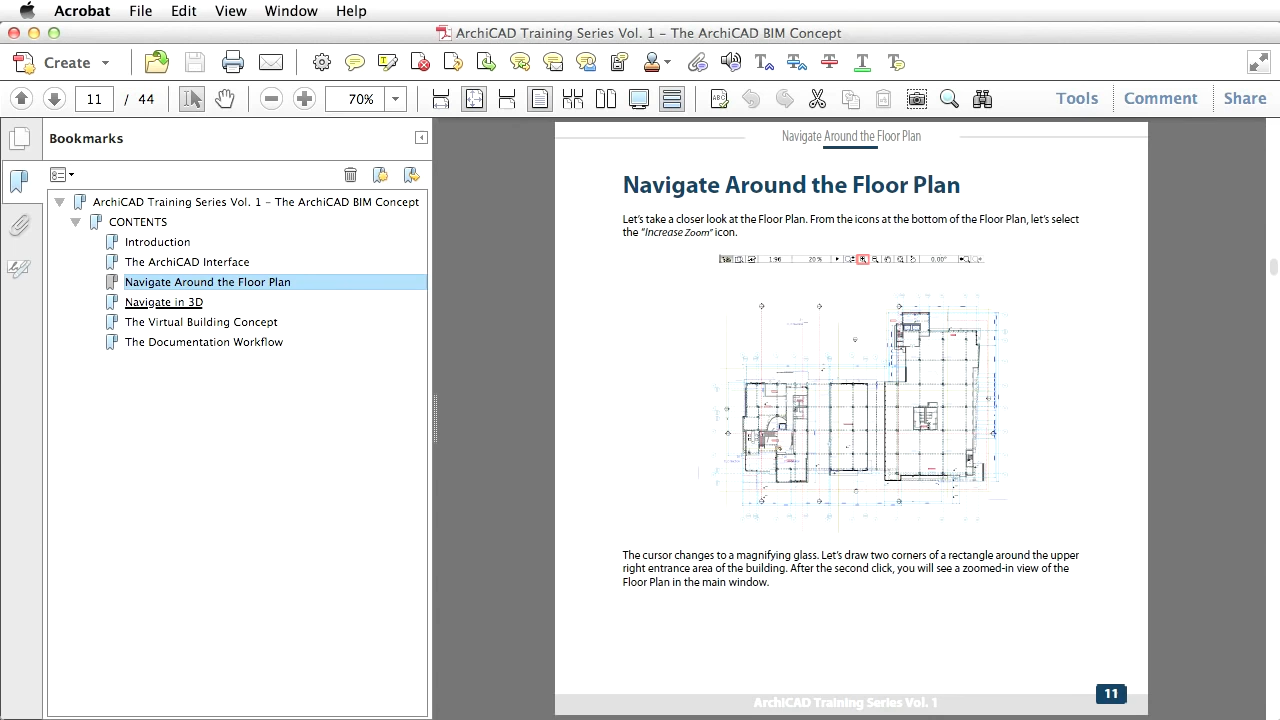 Acrobat File Edit View Window Help
ArchiCAD Training Series Vol. 1 – The ArchiCAD BIM Concept
Create
11 / 44 70% Tools Comment Share
Bookmarks
ArchiCAD Training Series Vol. 1 – The ArchiCAD BIM Concept
CONTENTS
Introduction
The ArchiCAD Interface
Navigate Around the Floor Plan
Navigate in 3D
The Virtual Building Concept
The Documentation Workflow
Navigate Around the Floor Plan
Navigate Around the Floor Plan
Let's take a closer look at the Floor Plan. From the icons at the bottom of the Floor Plan, let's select
the "Increase Zoom" icon.
1:96 20 % 0.00°
The cursor changes to a magnifying glass. Let's draw two corners of a rectangle around the upper
right entrance area of the building. After the second click, you will see a zoomed-in view of the
Floor Plan in the main window.
11
ArchiCAD Training Series Vol. 1